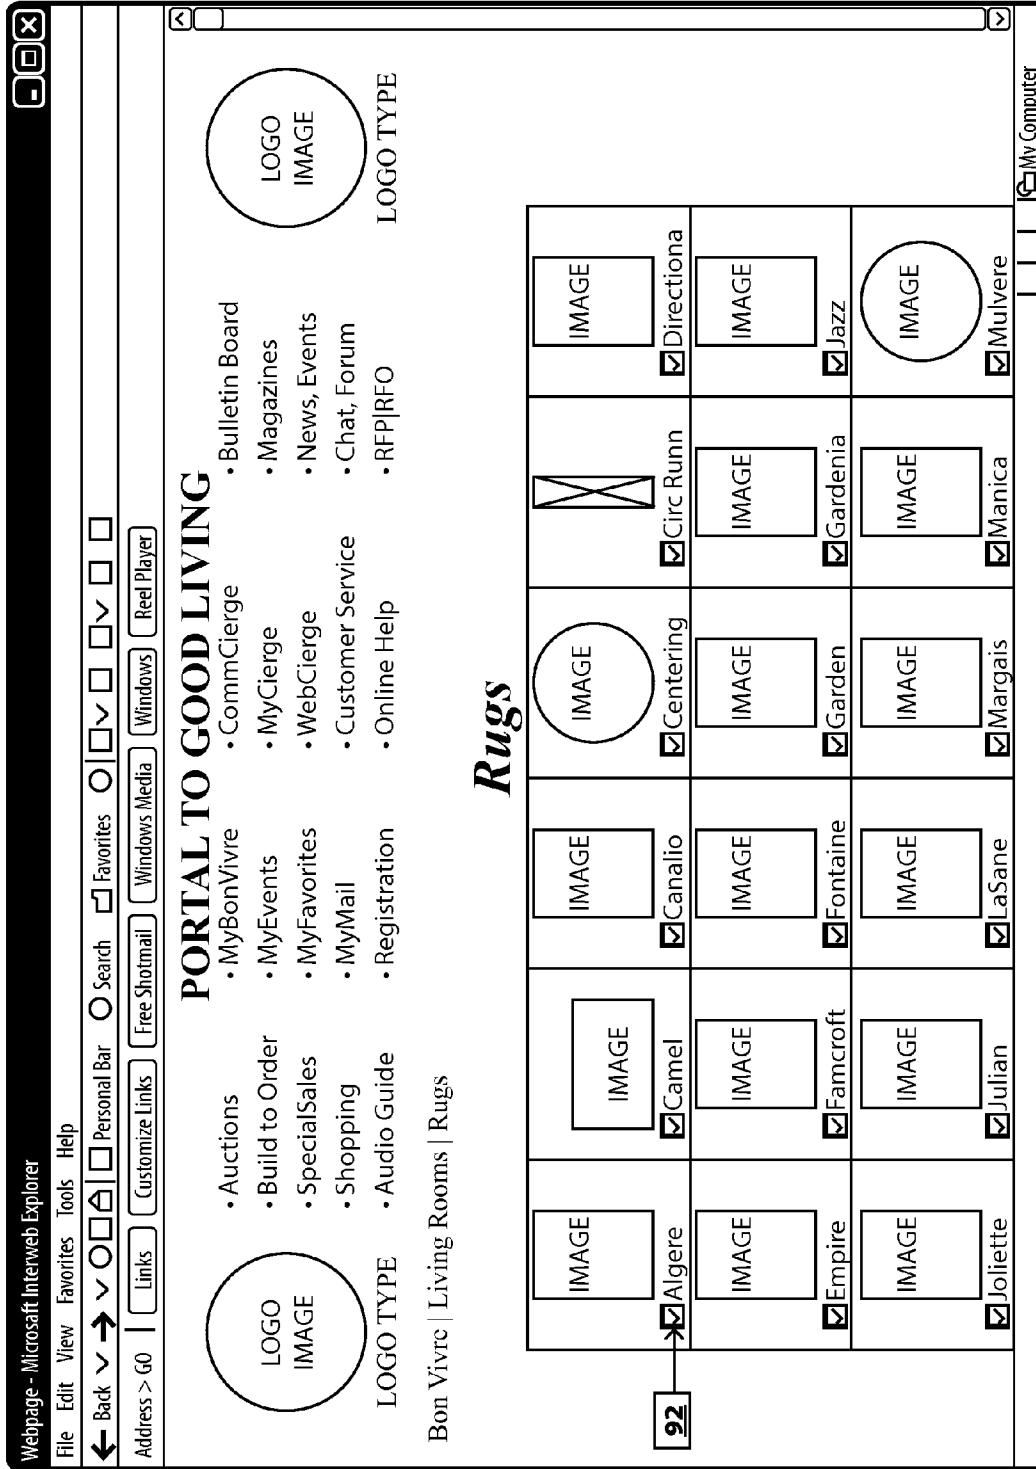 Webpage - Microsaft Interweb Explorer
File Edit View Favorites Tools Help
Back Personal Bar Search Favorites
Address > GO Links Customize Links Free Shotmail Windows Media Windows Reel Player
PORTAL TO GOOD LIVING
LOGO IMAGE
LOGO TYPE
• Auctions
• Build to Order
• SpecialSales
• Shopping
• Audio Guide
• MyBonVivre
• MyEvents
• MyFavorites
• MyMail
• Registration
• CommCierge
• MyCierge
• WebCierge
• Customer Service
• Online Help
• Bulletin Board
• Magazines
• News, Events
• Chat, Forum
• RFP|RFO
LOGO IMAGE
LOGO TYPE
Bon Vivre | Living Rooms | Rugs
Rugs
IMAGE IMAGE IMAGE IMAGE IMAGE
92 Algere Camel Canalio Centering Circ Runn Directiona
IMAGE IMAGE IMAGE IMAGE IMAGE IMAGE
Empire Famcroft Fontaine Garden Gardenia Jazz
IMAGE IMAGE IMAGE IMAGE IMAGE IMAGE
Joliette Julian LaSane Margais Manica Mulvere
My Computer